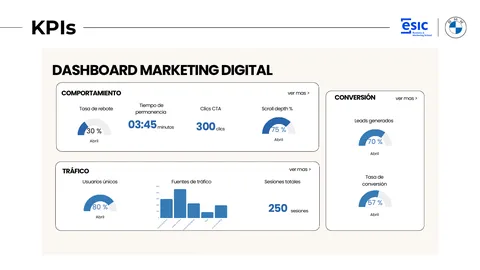 KPIs
esic
BMW
DASHBOARD MARKETING DIGITAL
COMPORTAMIENTO
ver mas >
Tasa de rebote
Tiempo de
permanencia
Clics CTA
Scroll depth %
30 %
03:45 minutos
300 clics
75 %
Abril
Abril
CONVERSIÓN
ver mas >
Leads generados
70 %
Abril
Tasa de
conversión
57 %
Abril
TRÁFICO
ver mas >
Usuarios únicos
Fuentes de tráfico
Sesiones totales
80 %
250 sesiones
Abril